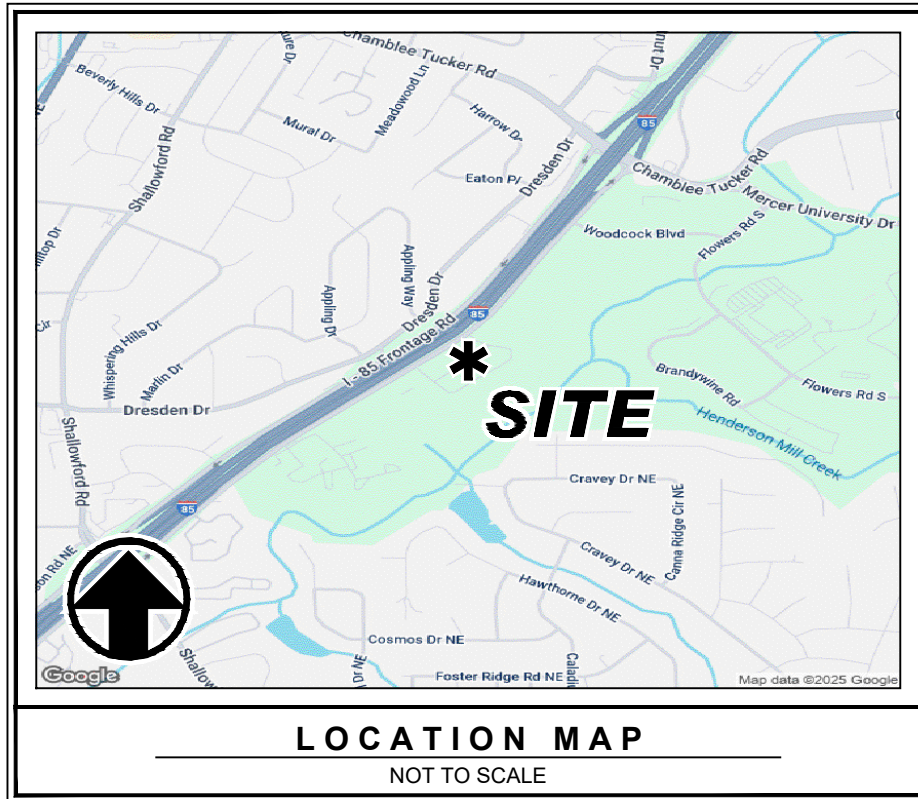 Chamblee Tucker Rd
Beverly Hills Dr
Meadowood Ln
Mural Dr
Harrow Dr
Shallowford Rd
Eaton Pl
Dresden Dr
85
Chamblee Tucker Rd
Mercer University Dr
Woodcock Blvd
Flowers Rd S
Appling Way
Appling Dr
Dresden Dr
85
I - 85 Frontage Rd
Whispering Hills Dr
Marlin Dr
Dresden Dr
* SITE
Brandywine Rd
Flowers Rd S
Henderson Mill Creek
Shallowford Rd
85
Cravey Dr NE
Canna Ridge Cir NE
Cravey Dr NE
Hawthorne Dr NE
Cosmos Dr NE
Foster Ridge Rd NE
Google
Map data ©2025 Google
LOCATION MAP
NOT TO SCALE